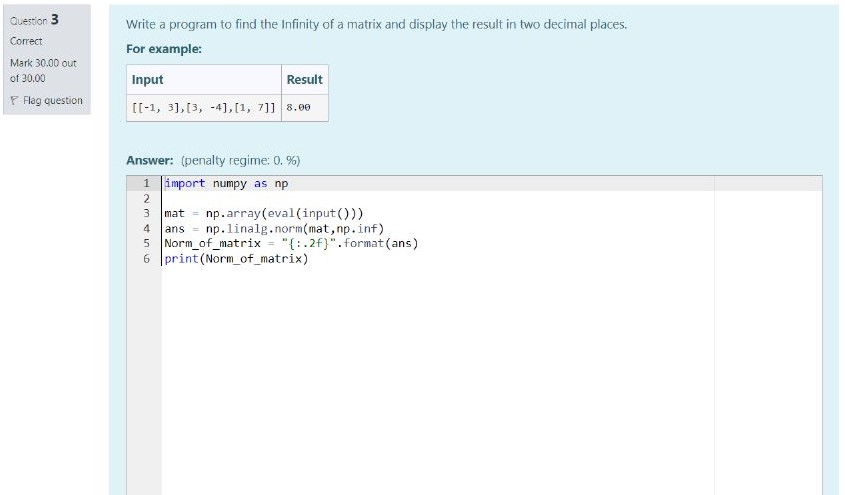 Question 3
Correct
Mark 30.00 out
of 30.00
Flag question
Write a program to find the Infinity of a matrix and display the result in two decimal places.
For example:
Input Result
[[-1, 3],[3, -4],[1, 7]] 8.00
Answer: (penalty regime: 0, %)
1 import numpy as np
2
3 mat = np.array(eval(input()))
4 ans = np.linalg.norm(mat,np.inf)
5 Norm_of_matrix = "{:.2f}".format(ans)
6 print(Norm_of_matrix)